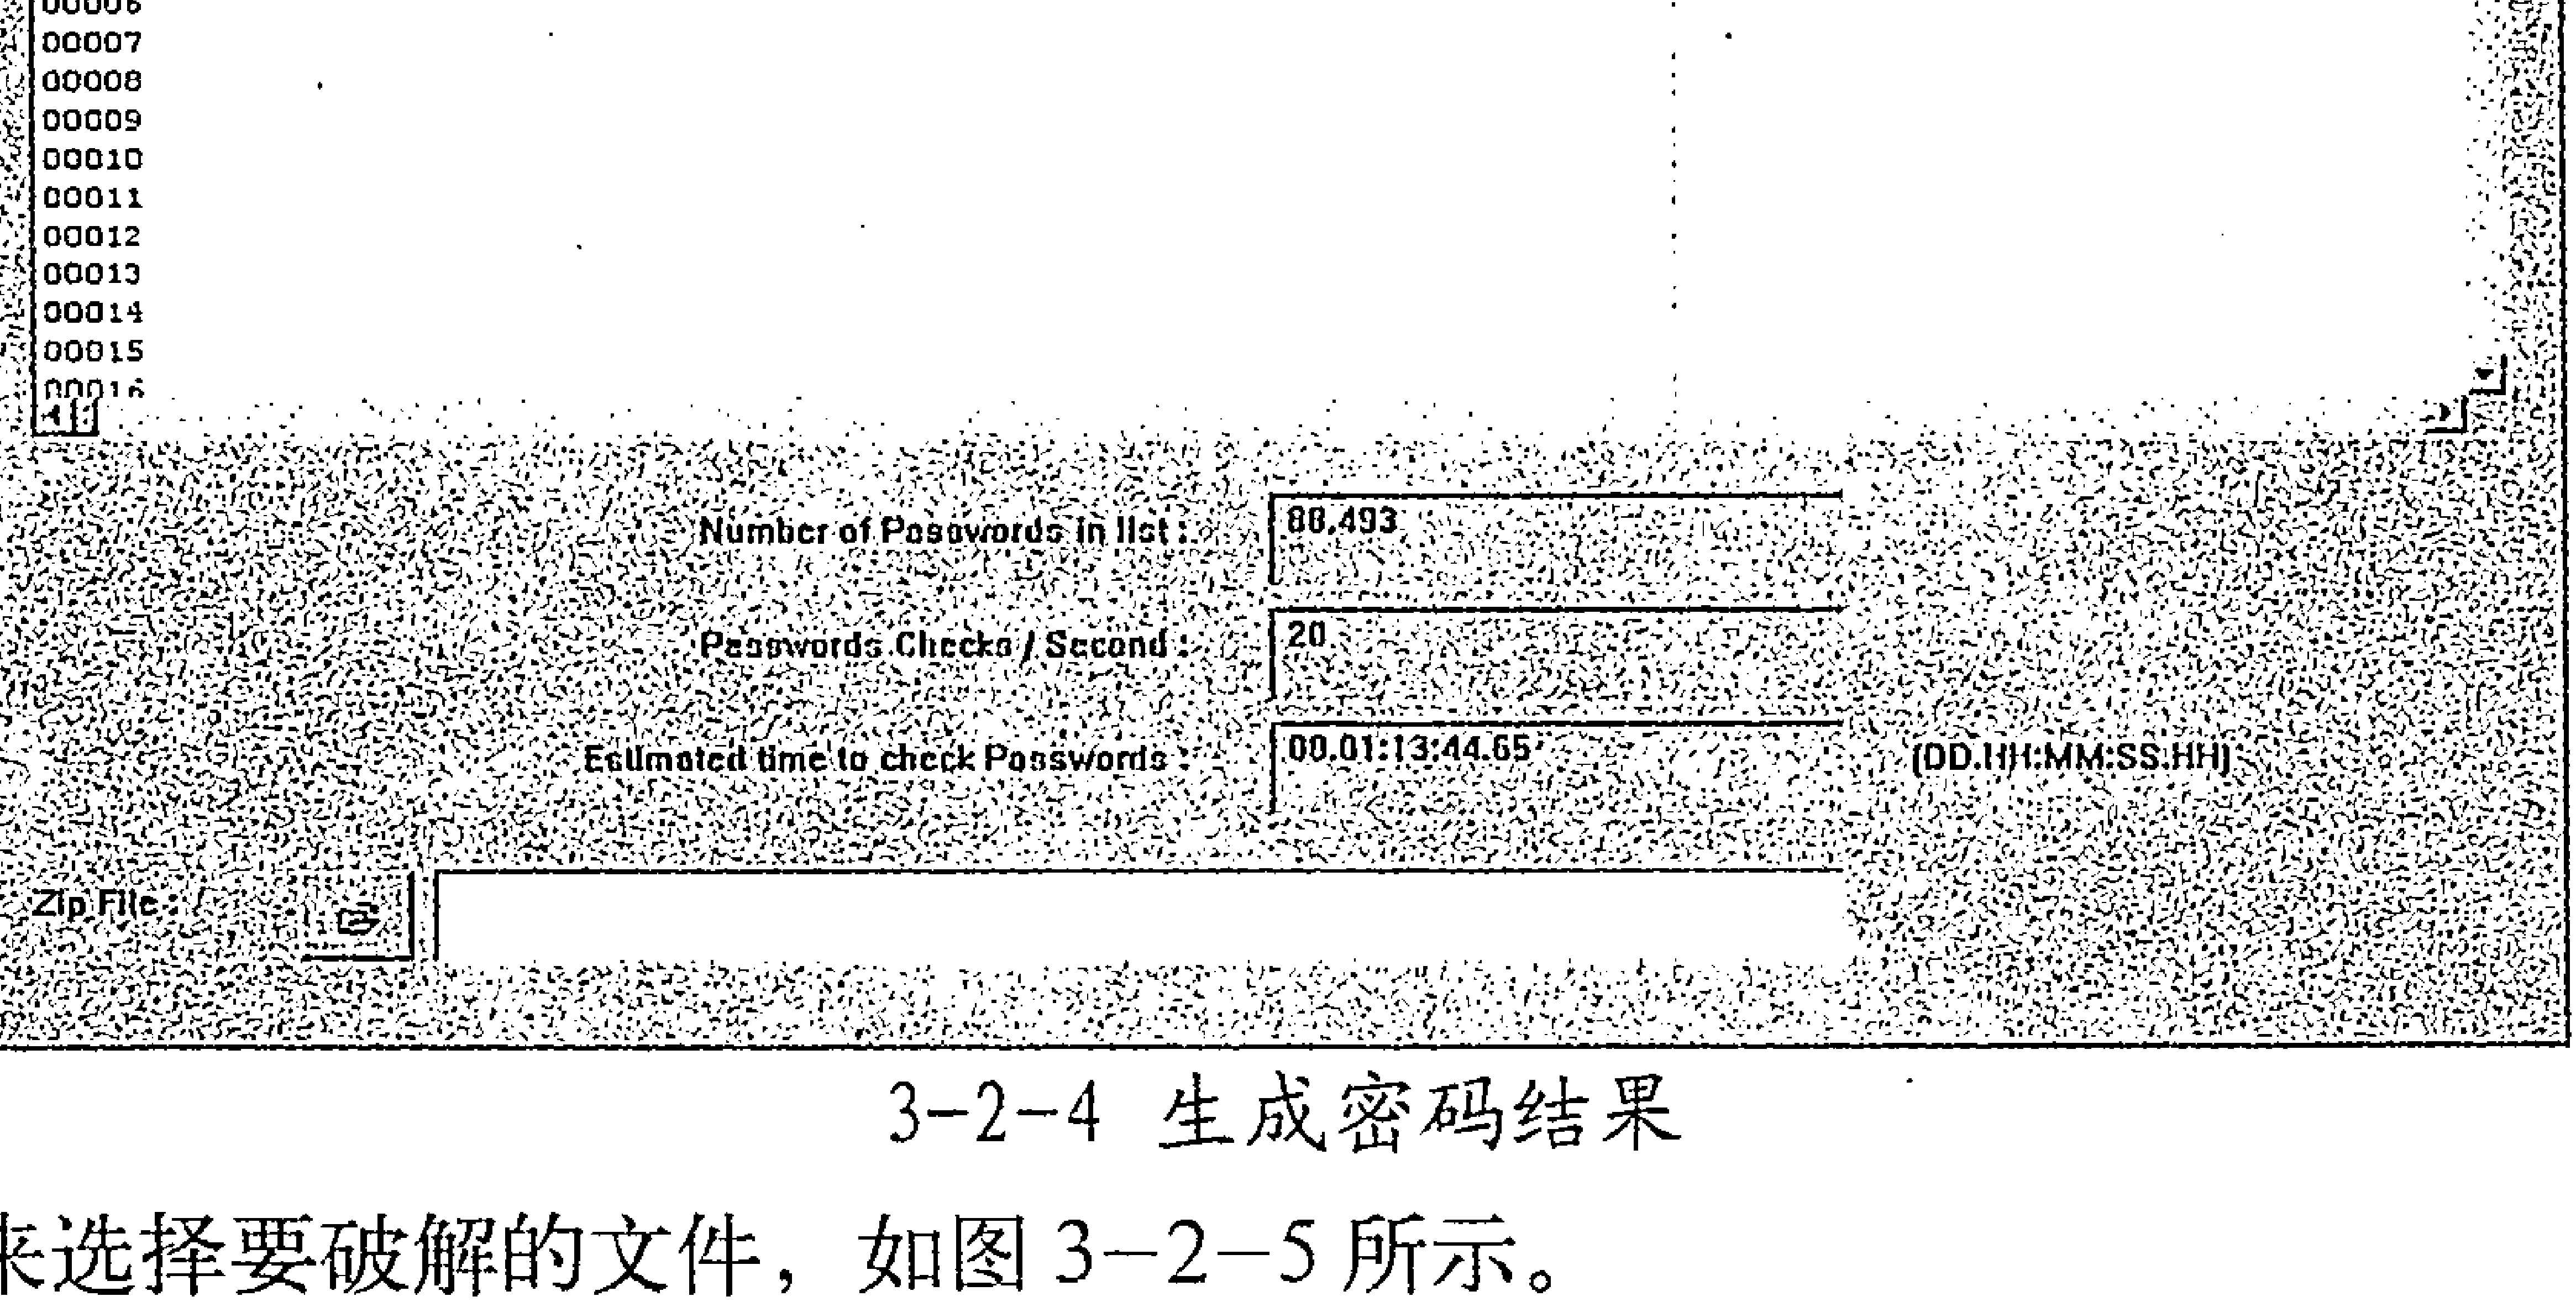 00006
00007
00008
00009
00010
00011
00012
00013
00014
00015
00016
Number of Passwords in list : 88.493
Passwords Checks / Second : 20
Estimated time to check Passwords : 00.01:13:44.65 (DD.HH:MM:SS.HH)
Zip File :
3-2-4 生成密码结果
来选择要破解的文件，如图 3-2-5 所示。